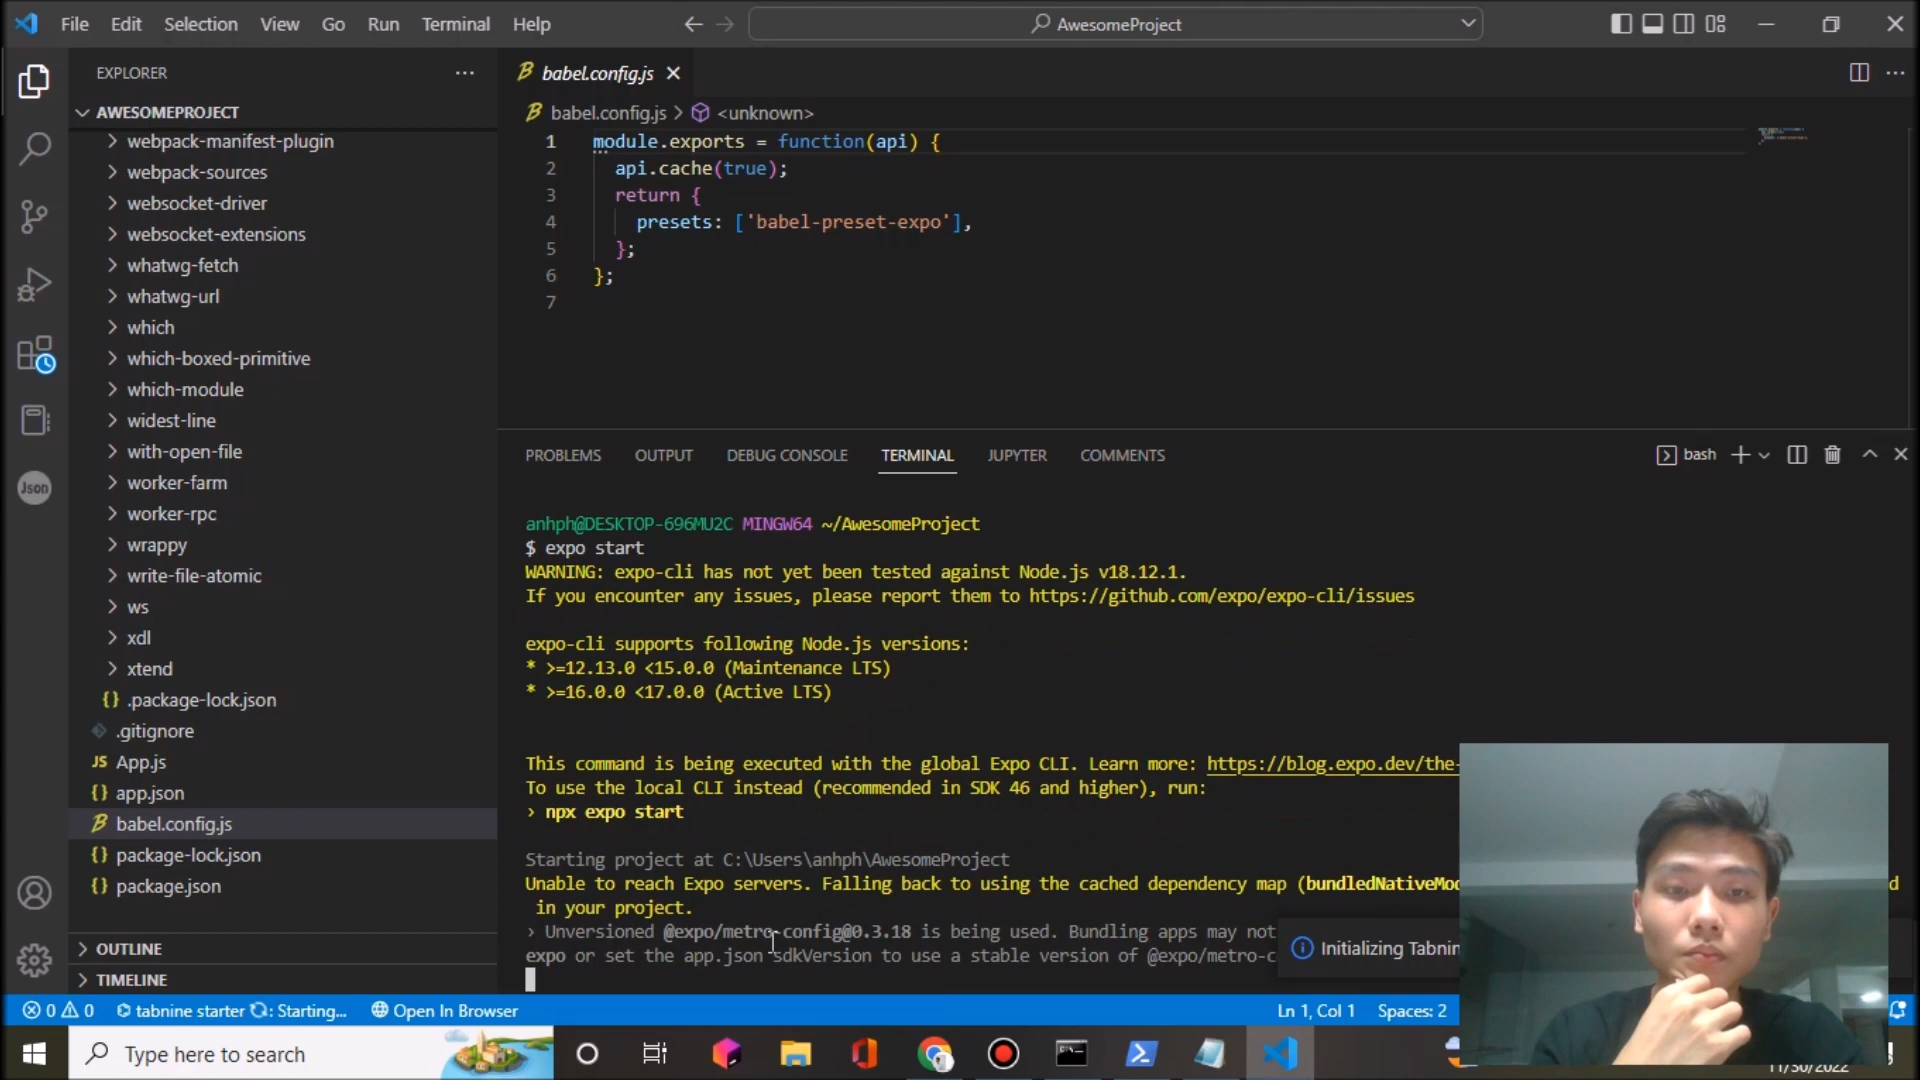 File Edit Selection View Go Run Terminal Help
AwesomeProject
EXPLORER
AWESOMEPROJECT
webpack-manifest-plugin
webpack-sources
websocket-driver
websocket-extensions
whatwg-fetch
whatwg-url
which
which-boxed-primitive
which-module
widest-line
with-open-file
worker-farm
worker-rpc
wrappy
write-file-atomic
ws
xdl
xtend
{} .package-lock.json
.gitignore
JS App.js
{} app.json
babel.config.js
{} package-lock.json
{} package.json
OUTLINE
TIMELINE
Json
babel.config.js
babel.config.js > <unknown>
1 module.exports = function(api) {
2 api.cache(true);
3 return {
4 presets: ['babel-preset-expo'],
5 };
6 };
7
PROBLEMS OUTPUT DEBUG CONSOLE TERMINAL JUPYTER COMMENTS
bash
anhph@DESKTOP-696MU2C MINGW64 ~/AwesomeProject
$ expo start
WARNING: expo-cli has not yet been tested against Node.js v18.12.1.
If you encounter any issues, please report them to https://github.com/expo/expo-cli/issues
expo-cli supports following Node.js versions:
* >=12.13.0 <15.0.0 (Maintenance LTS)
* >=16.0.0 <17.0.0 (Active LTS)
This command is being executed with the global Expo CLI. Learn more: https://blog.expo.dev/the-
To use the local CLI instead (recommended in SDK 46 and higher), run:
› npx expo start
Starting project at C:\Users\anhph\AwesomeProject
Unable to reach Expo servers. Falling back to using the cached dependency map (bundledNativeMod
in your project.
› Unversioned @expo/metro-config@0.3.18 is being used. Bundling apps may not
expo or set the app.json sdkVersion to use a stable version of @expo/metro-c
Initializing Tabnin
0 0 tabnine starter : Starting... Open In Browser
Ln 1, Col 1 Spaces: 2
Type here to search
11/30/2022